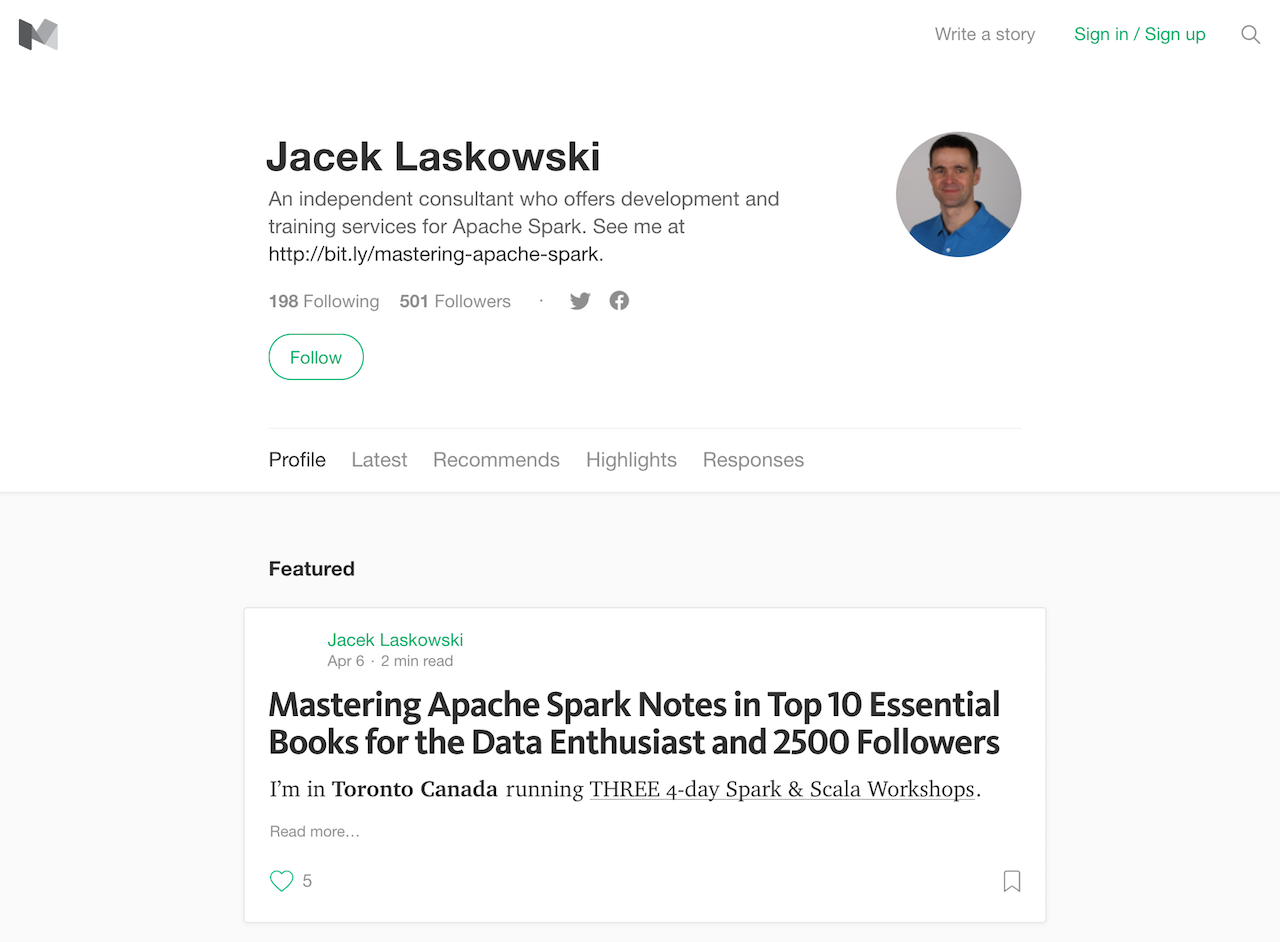 Write a story Sign in / Sign up
Jacek Laskowski
An independent consultant who offers development and
training services for Apache Spark. See me at
http://bit.ly/mastering-apache-spark.
198 Following 501 Followers ·
Follow
Profile Latest Recommends Highlights Responses
Featured
Jacek Laskowski
Apr 6 · 2 min read
Mastering Apache Spark Notes in Top 10 Essential
Books for the Data Enthusiast and 2500 Followers
I’m in Toronto Canada running THREE 4-day Spark & Scala Workshops.
Read more…
5